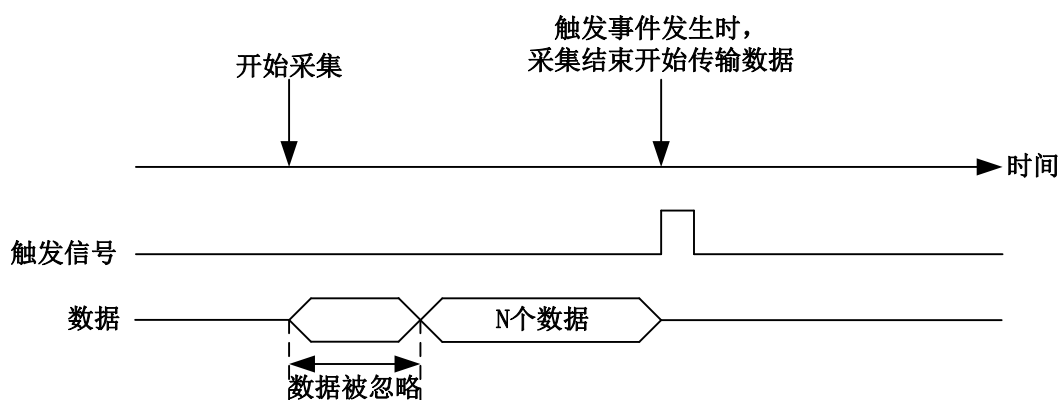 触发事件发生时，
采集结束开始传输数据
开始采集
时间
触发信号
数据
N个数据
数据被忽略